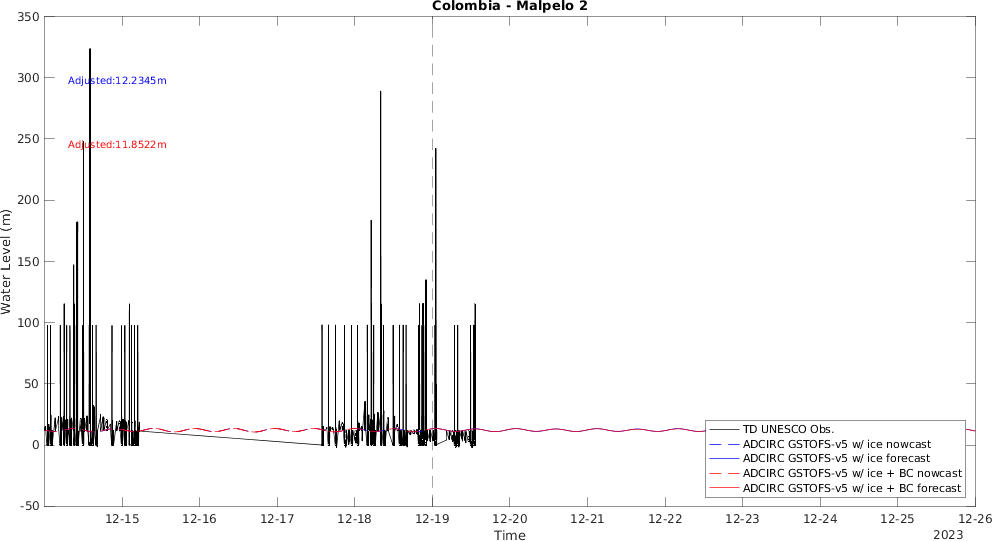 Colombia - Malpelo 2
350
300
250
200
150
100
50
0
-50
Water Level (m)
Adjusted:12.2345m
Adjusted:11.8522m
TD UNESCO Obs.
ADCIRC GSTOFS-v5 w/ ice nowcast
ADCIRC GSTOFS-v5 w/ ice forecast
ADCIRC GSTOFS-v5 w/ ice + BC nowcast
ADCIRC GSTOFS-v5 w/ ice + BC forecast
12-15 12-16 12-17 12-18 12-19 12-20 12-21 12-22 12-23 12-24 12-25 12-26
Time
2023